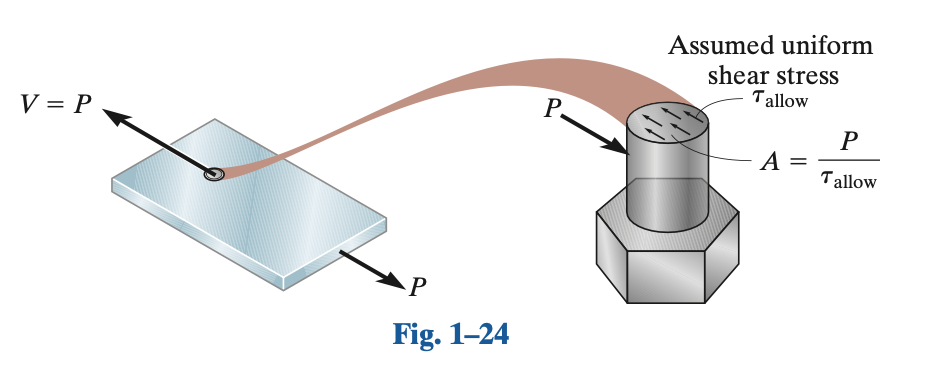 Assumed uniform
shear stress
τallow
V = P
P
A = P / τallow
P
Fig. 1–24